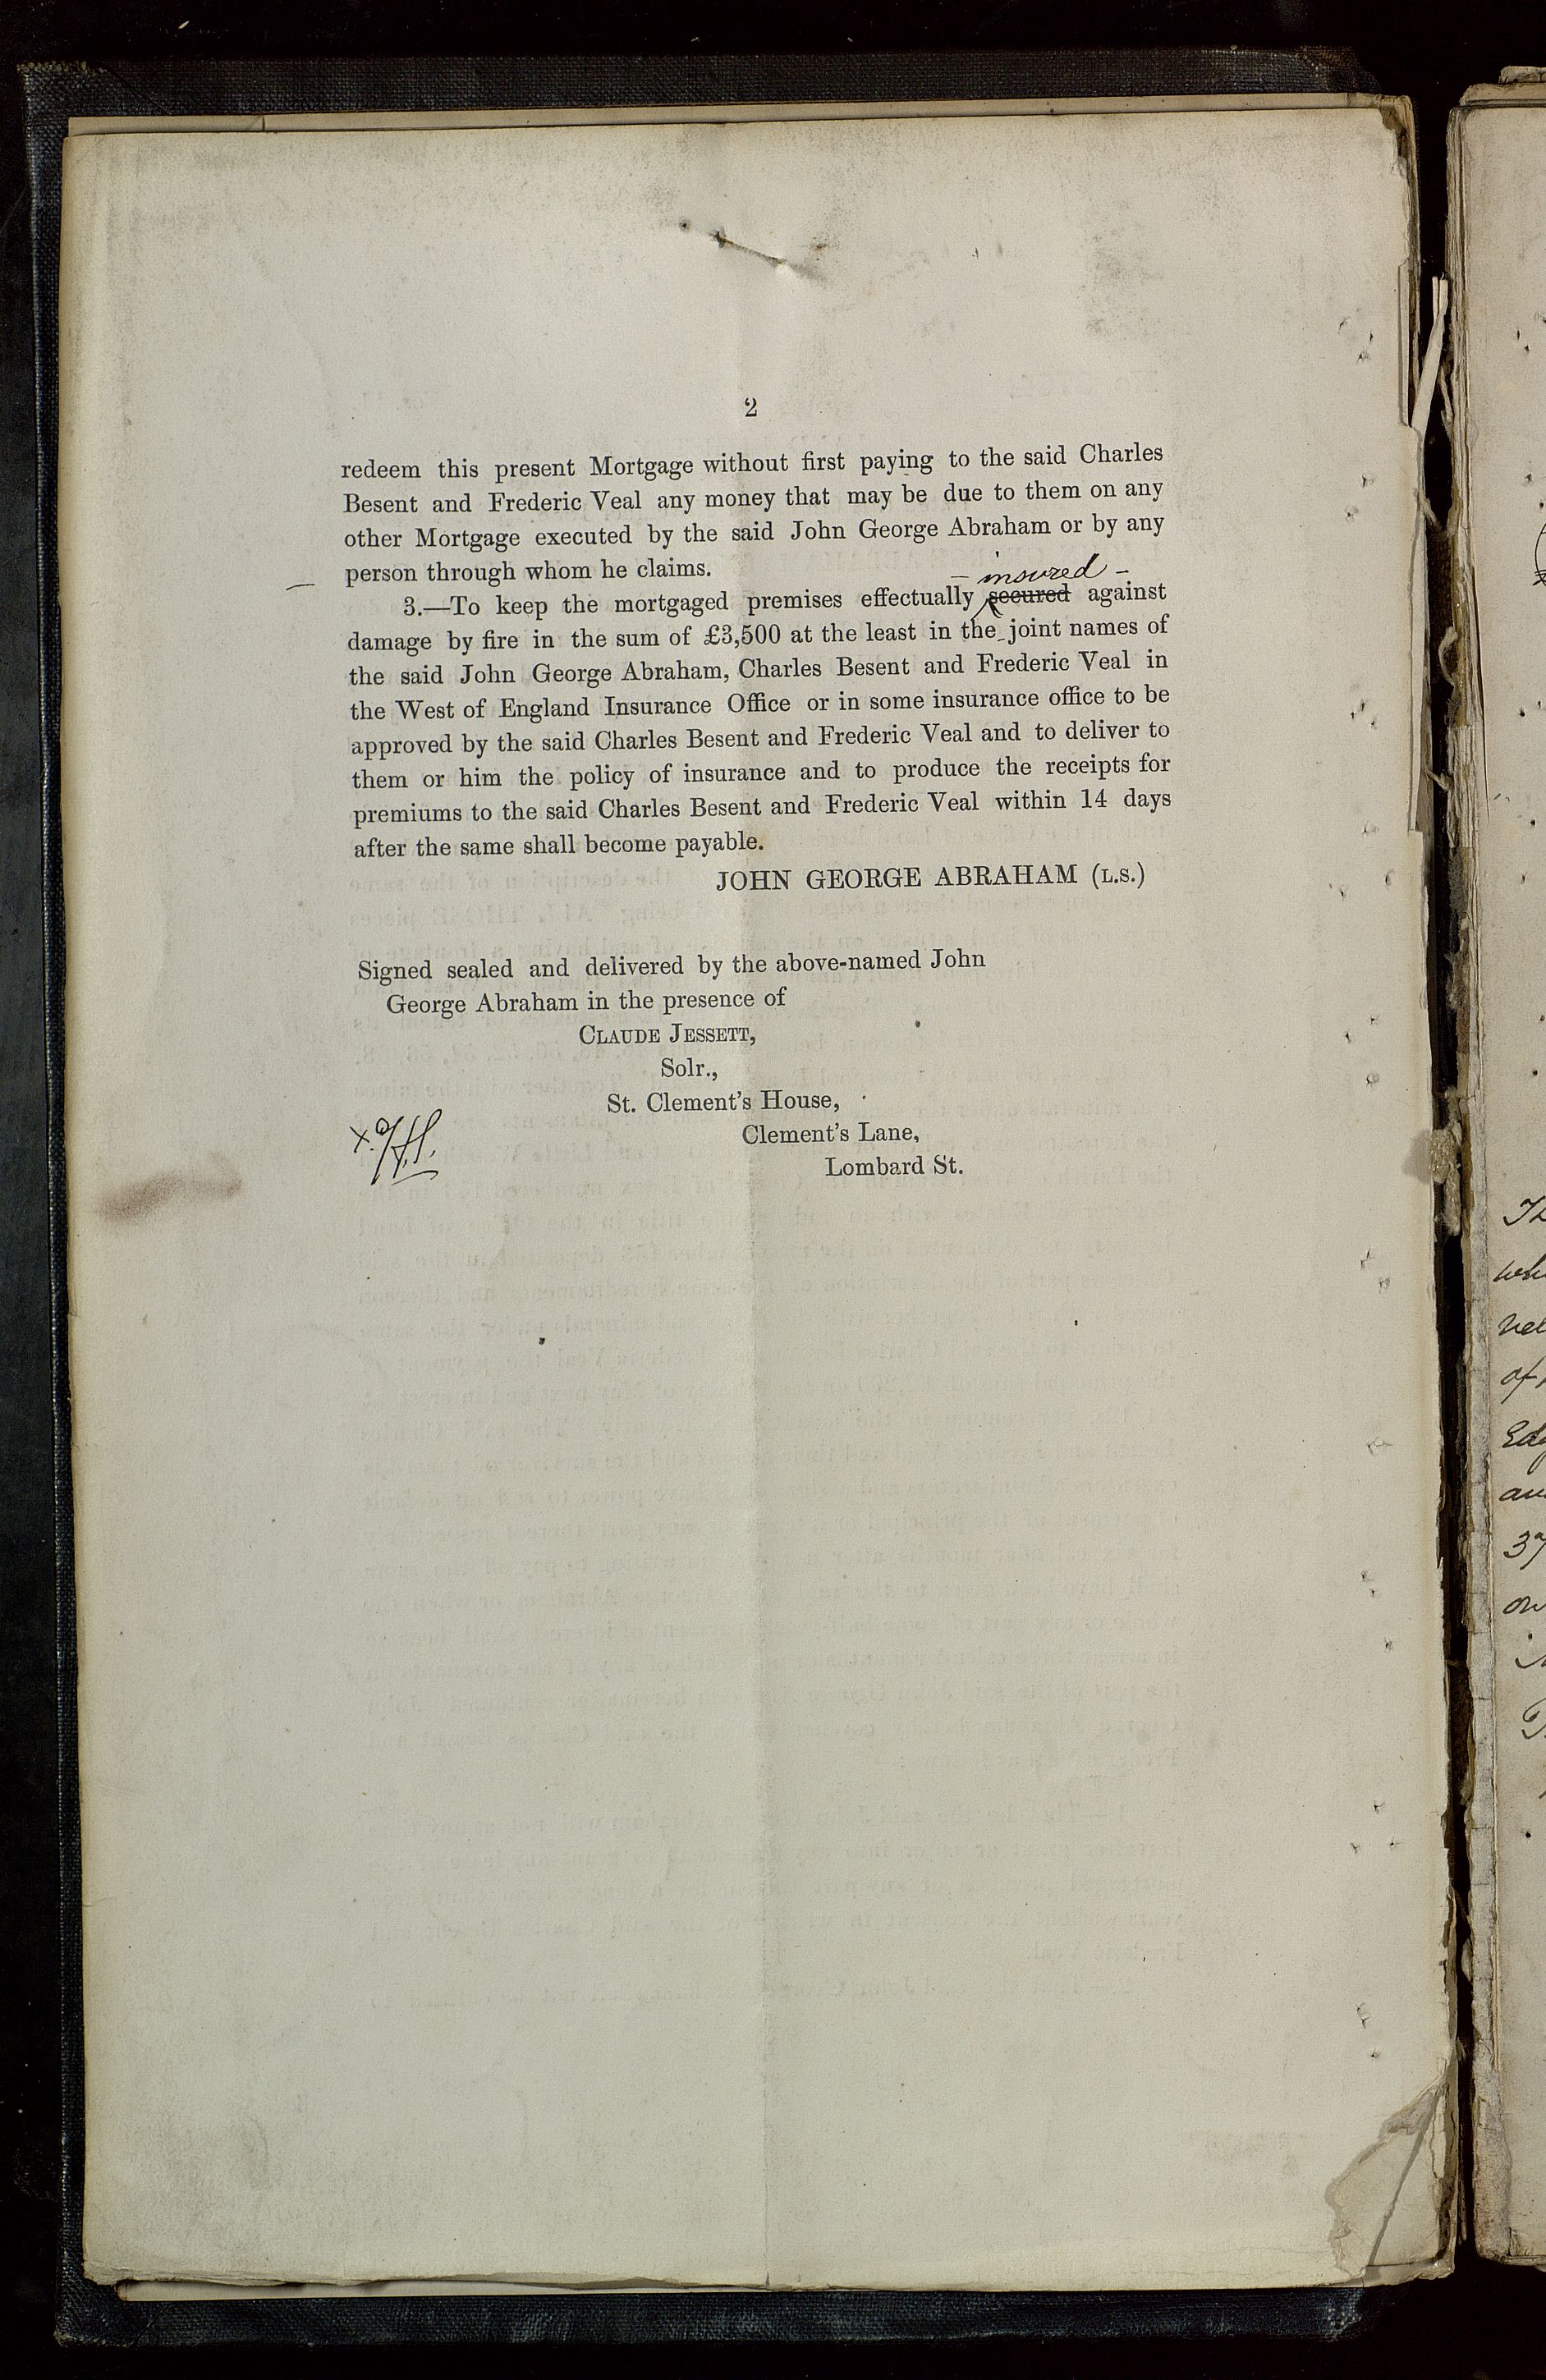 2
redeem this present Mortgage without first paying to the said Charles
Besent and Frederic Veal any money that may be due to them on any
other Mortgage executed by the said John George Abraham or by any
person through whom he claims.
– insured –
3.—To keep the mortgaged premises effectually secured against
damage by fire in the sum of £3,500 at the least in the joint names of
the said John George Abraham, Charles Besent and Frederic Veal in
the West of England Insurance Office or in some insurance office to be
approved by the said Charles Besent and Frederic Veal and to deliver to
them or him the policy of insurance and to produce the receipts for
premiums to the said Charles Besent and Frederic Veal within 14 days
after the same shall become payable.
JOHN GEORGE ABRAHAM (L.S.)
Signed sealed and delivered by the above-named John
George Abraham in the presence of
CLAUDE JESSETT,
Solr.,
St. Clement's House,
Clement's Lane,
Lombard St.